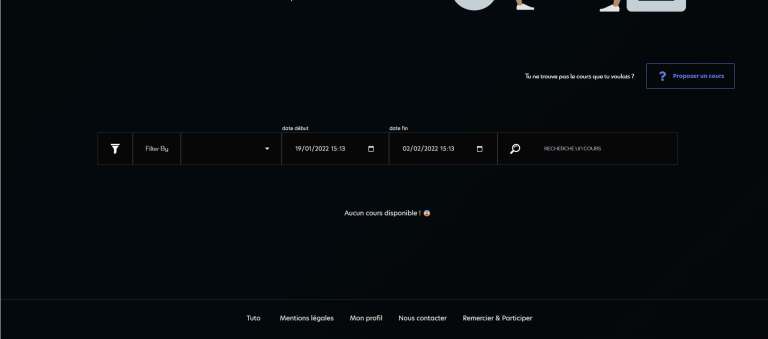 Tu ne trouve pas le cours que tu voulais ?
? Proposer un cours
date début
date fin
Filter By
19/01/2022 15:13
02/02/2022 15:13
RECHERCHE UN COURS
Aucun cours disponible ! 😱
Tuto
Mentions légales
Mon profil
Nous contacter
Remercier & Participer